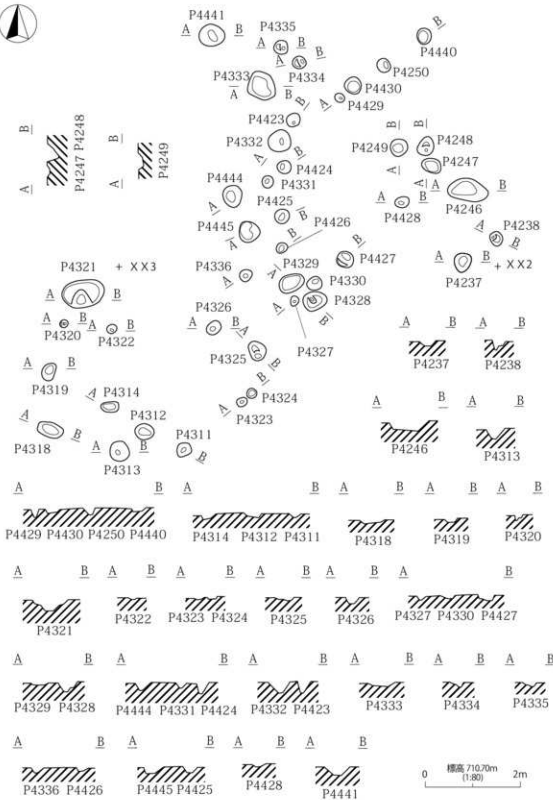 P4441
P4335
A B A B B
P4440
A B
P4334
P4250
P4333
A B
P4430
B A P4429
P4423
P4332
B B
P4248
P4249
A B
P4424
P4247
A A
P4444
P4331
A B
P4425
P4246
A B
P4428
P4445
B
P4426
A B
P4238
A
P4427
A B
P4237
+ XX2
B B
P4247 P4248
P4249
A A
P4321 + XX3
A B
P4336
A
P4329
A P4330
P4328
A B
P4320
A B
P4322
P4326
A B
P4327
A B
P4319
A
P4325
B
P4314
A
B P4324
A P4323
P4318
A B
P4312
A B
P4313
P4311
B
A B A B
P4237 P4238
A B A B
P4246 P4313
A B A B A B A B A B
P4429 P4430 P4250 P4440 P4314 P4312 P4311 P4318 P4319 P4320
A B A B A B A B A B A B
P4321 P4322 P4323 P4324 P4325 P4326 P4327 P4330 P4427
A B A B A B A B A B A B
P4329 P4328 P4444 P4331 P4424 P4332 P4423 P4333 P4334 P4335
A B A B A B A B
P4336 P4426 P4445 P4425 P4428 P4441
標高 710.70m
(1:80)
0 2m